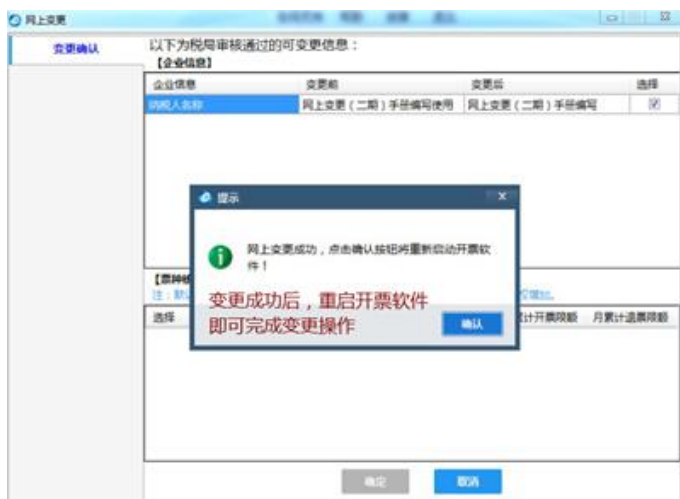 网上变更
变更确认
以下为税局审核通过的可变更信息：
【企业信息】
企业信息 变更前 变更后 选择
纳税人名称 网上变更（二期）手册编写使用 网上变更（二期）手册编写
提示
网上变更成功，点击确认按钮将重新启动开票软
件！
变更成功后，重启开票软件
即可完成变更操作
确认
【票种
注：默
增加。
选择 计开票限额 月累计退票限额
确定 取消